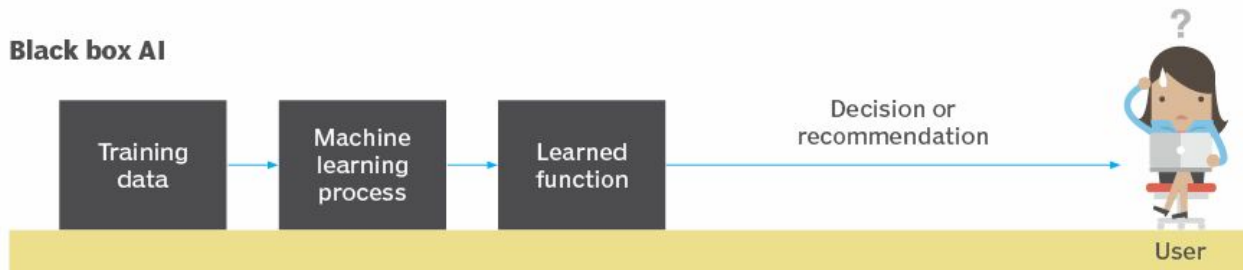 ?
Black box AI
Training
data
Machine
learning
process
Learned
function
Decision or
recommendation
User